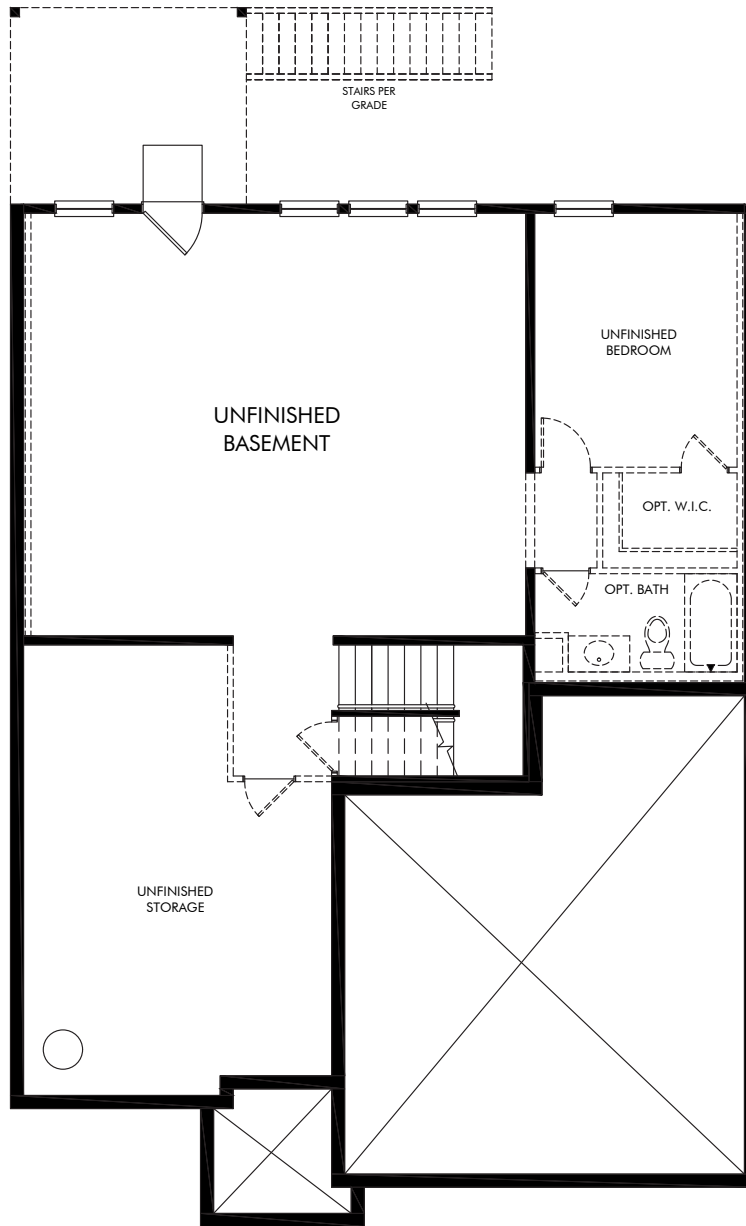 STAIRS PER
GRADE
UNFINISHED
BEDROOM
UNFINISHED
BASEMENT
OPT. W.I.C.
OPT. BATH
UNFINISHED
STORAGE